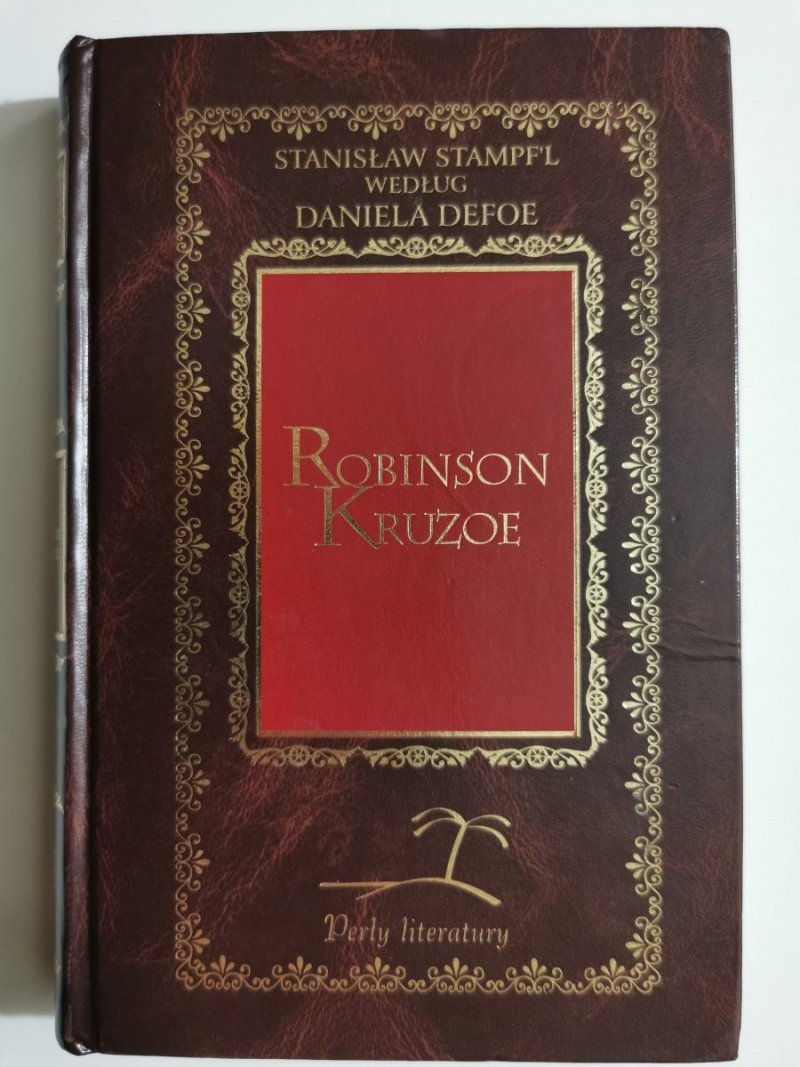 STANISŁAW STAMPF'L
WEDŁUG
DANIELA DEFOE
ROBINSON
KRUZOE
Perły literatury